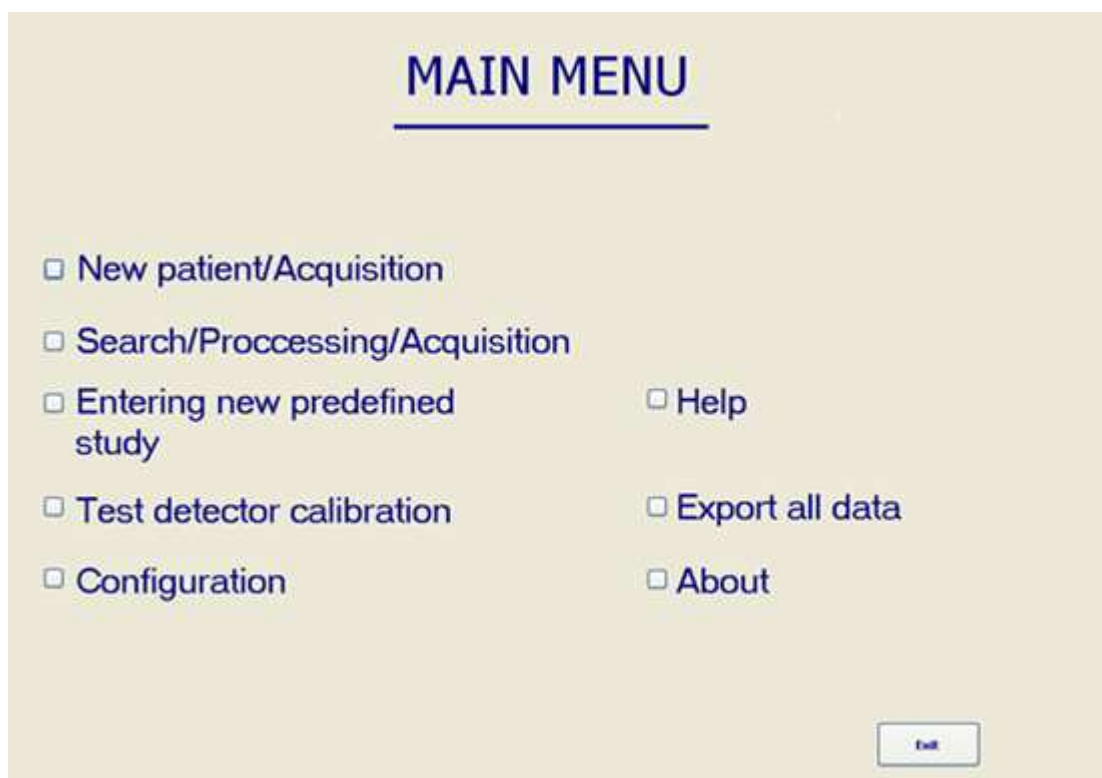 MAIN MENU
New patient/Acquisition
Search/Proccessing/Acquisition
Entering new predefined
study
Test detector calibration
Configuration
Help
Export all data
About
Exit